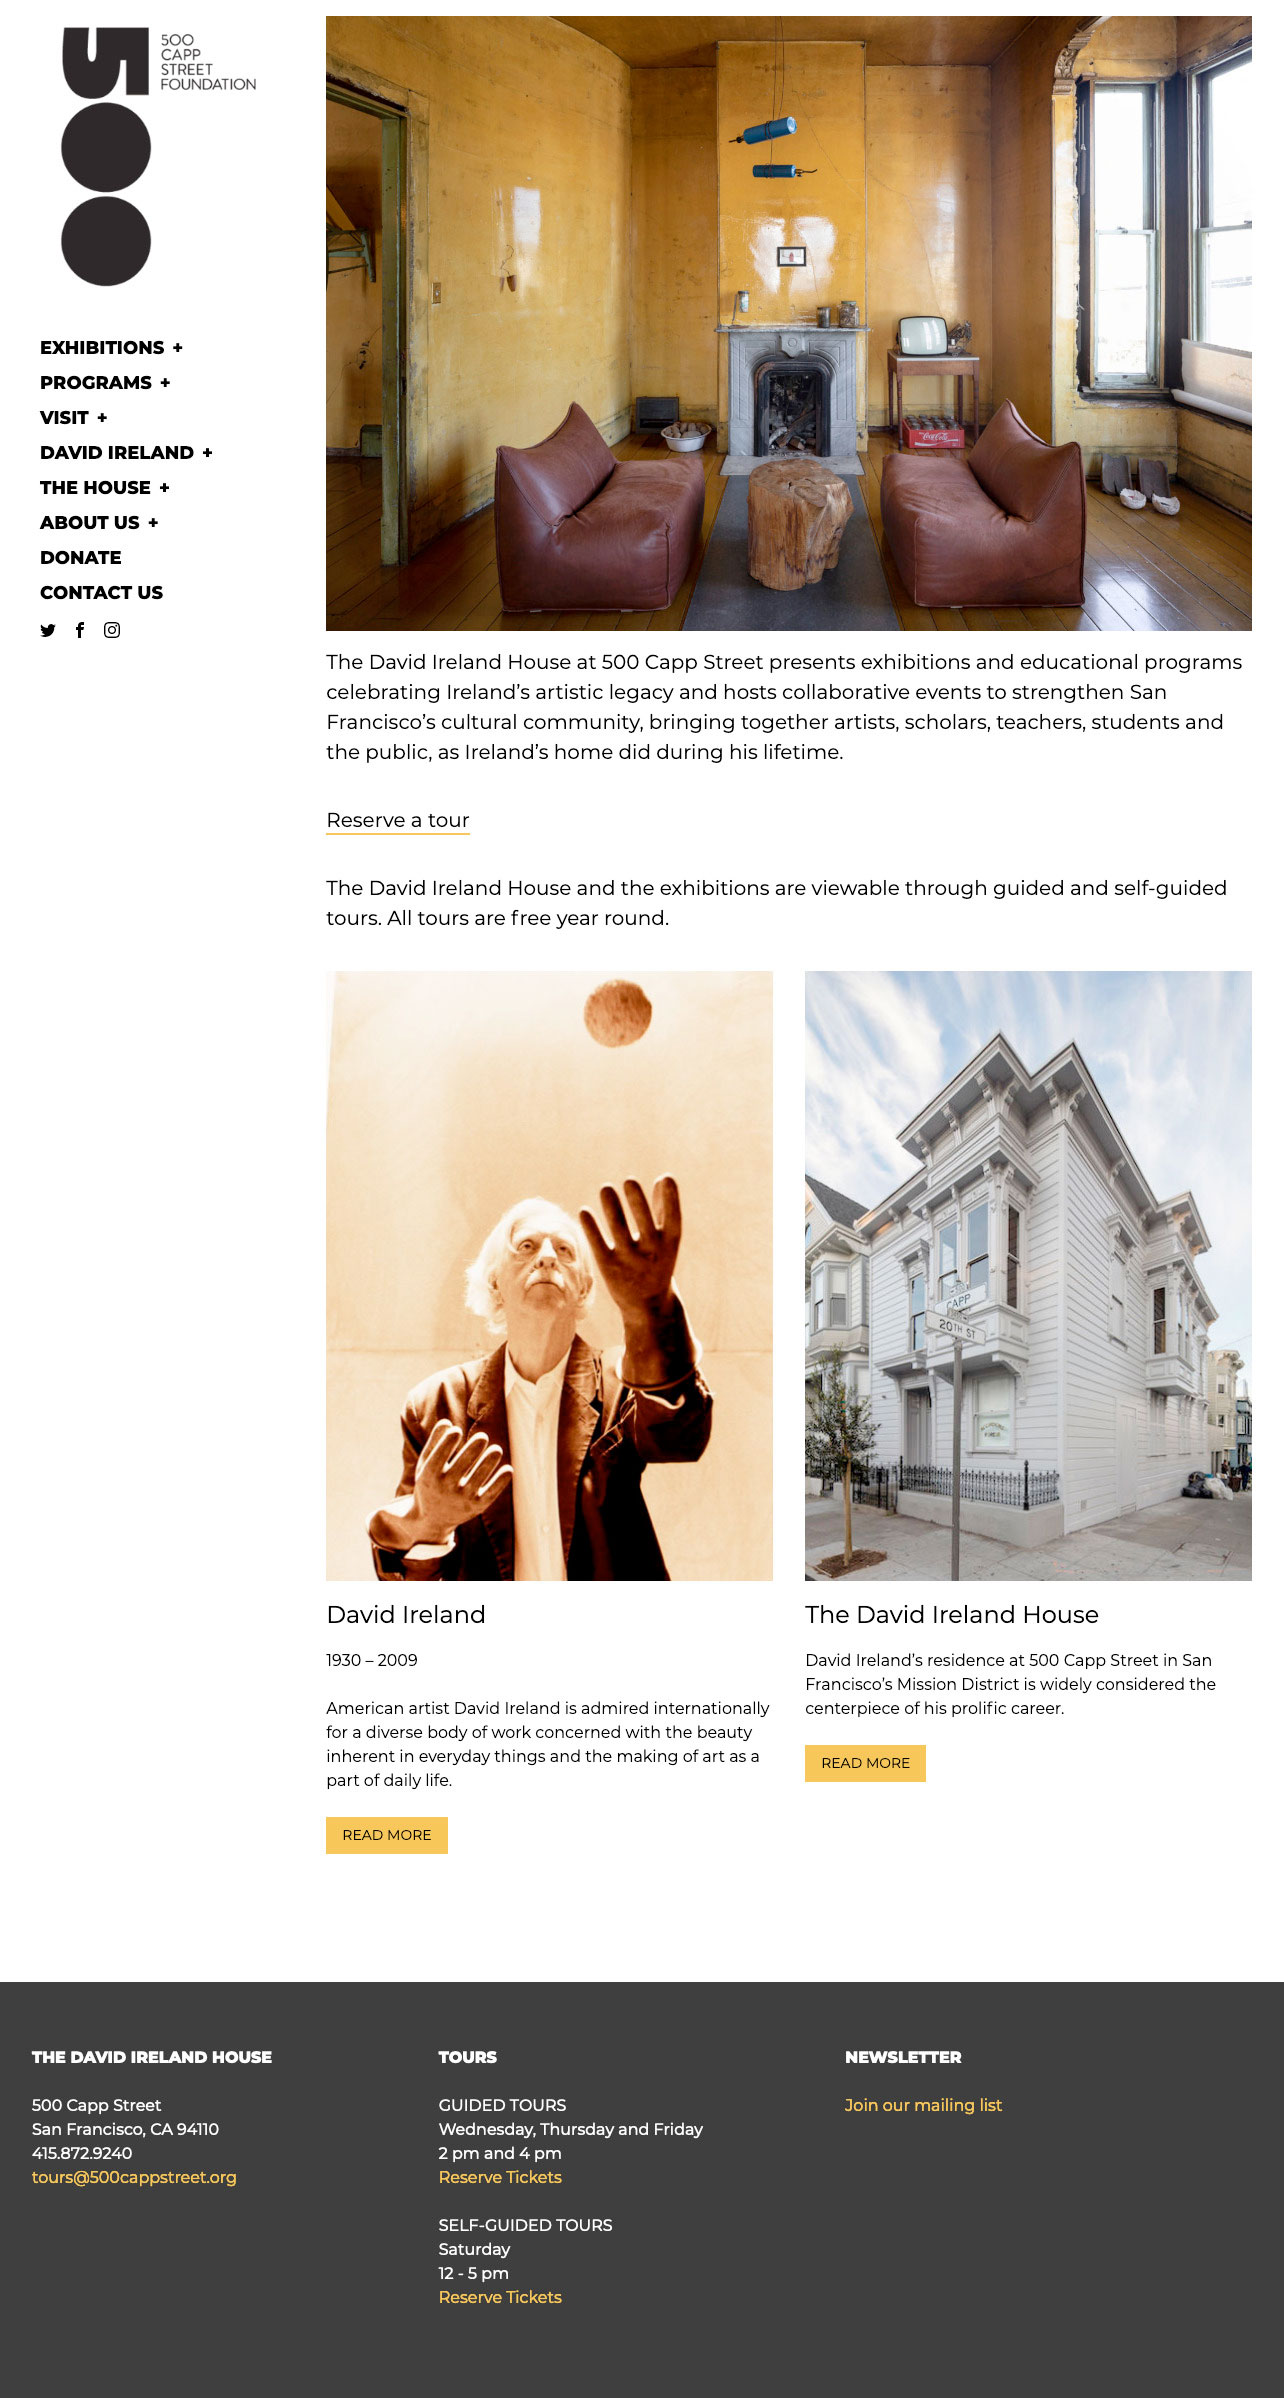 500
CAPP
STREET
FOUNDATION
EXHIBITIONS +
PROGRAMS +
VISIT +
DAVID IRELAND +
THE HOUSE +
ABOUT US +
DONATE
CONTACT US
Coca-Cola
The David Ireland House at 500 Capp Street presents exhibitions and educational programs
celebrating Ireland’s artistic legacy and hosts collaborative events to strengthen San
Francisco’s cultural community, bringing together artists, scholars, teachers, students and
the public, as Ireland’s home did during his lifetime.
Reserve a tour
The David Ireland House and the exhibitions are viewable through guided and self-guided
tours. All tours are free year round.
CAPP
20TH ST
David Ireland
1930 – 2009
American artist David Ireland is admired internationally
for a diverse body of work concerned with the beauty
inherent in everyday things and the making of art as a
part of daily life.
READ MORE
The David Ireland House
David Ireland’s residence at 500 Capp Street in San
Francisco’s Mission District is widely considered the
centerpiece of his prolific career.
READ MORE
THE DAVID IRELAND HOUSE
500 Capp Street
San Francisco, CA 94110
415.872.9240
tours@500cappstreet.org
TOURS
GUIDED TOURS
Wednesday, Thursday and Friday
2 pm and 4 pm
Reserve Tickets
SELF-GUIDED TOURS
Saturday
12 - 5 pm
Reserve Tickets
NEWSLETTER
Join our mailing list